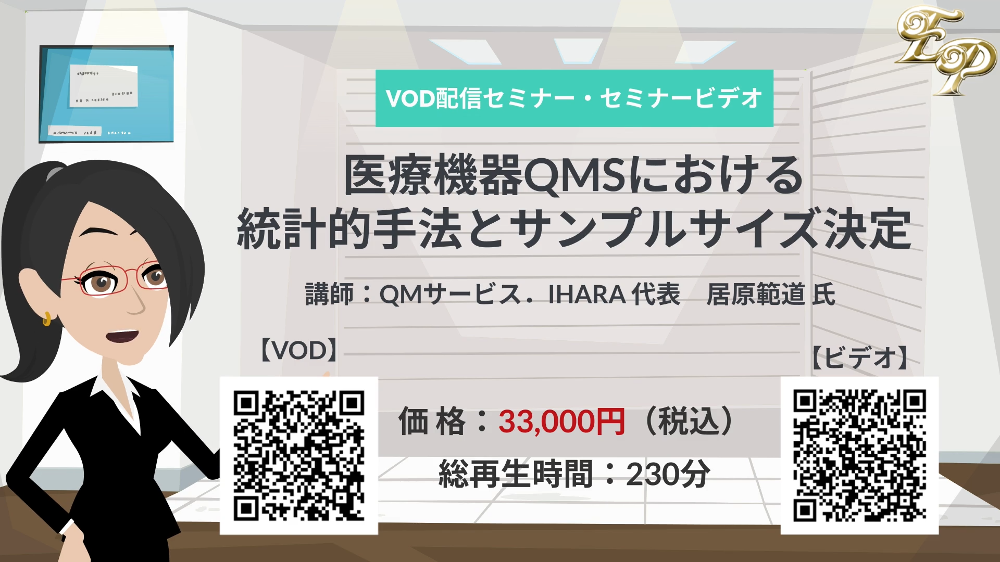 EP
VOD配信セミナー・セミナービデオ
医療機器QMSにおける
統計的手法とサンプルサイズ決定
講師：QMサービス．IHARA 代表　居原範道 氏
【VOD】
【ビデオ】
価 格：33,000円（税込）
総再生時間：230分